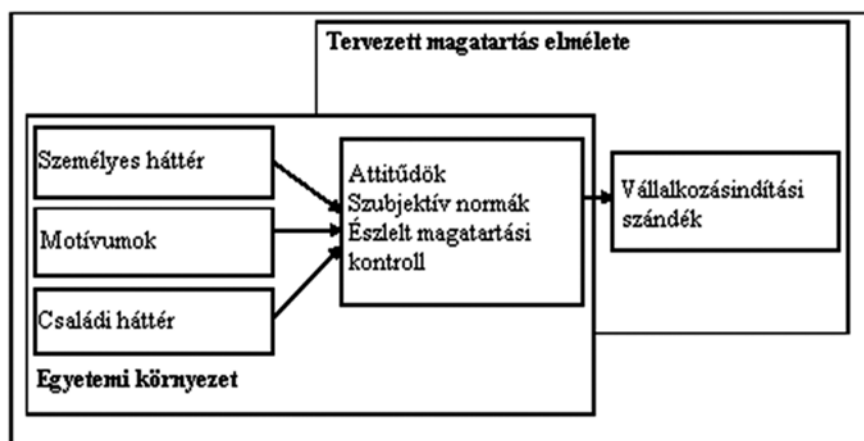 Tervezett magatartás elmélete
Személyes háttér
Motívumok
Családi háttér
Egyetemi környezet
Attitűdök
Szubjektív normák
Észlelt magatartási
kontroll
Vállalkozásindítási
szándék